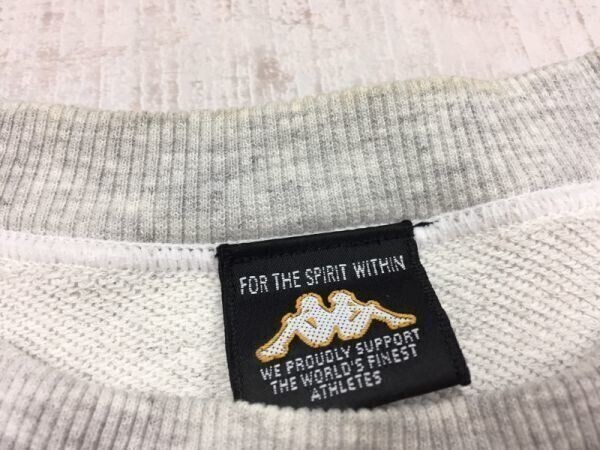 FOR THE SPIRIT WITHIN
WE PROUDLY SUPPORT
THE WORLD'S FINEST
ATHLETES